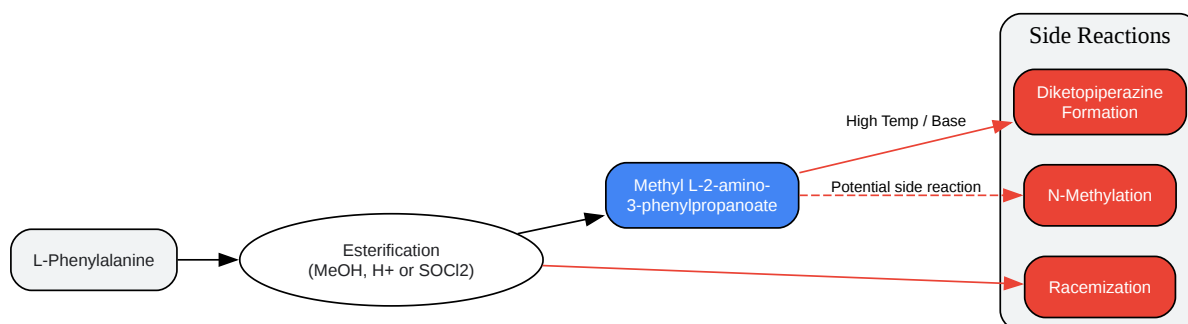 L-Phenylalanine
Esterification
(MeOH, H+ or SOCl2)
Methyl L-2-amino-
3-phenylpropanoate
High Temp / Base
Potential side reaction
Side Reactions
Diketopiperazine
Formation
N-Methylation
Racemization